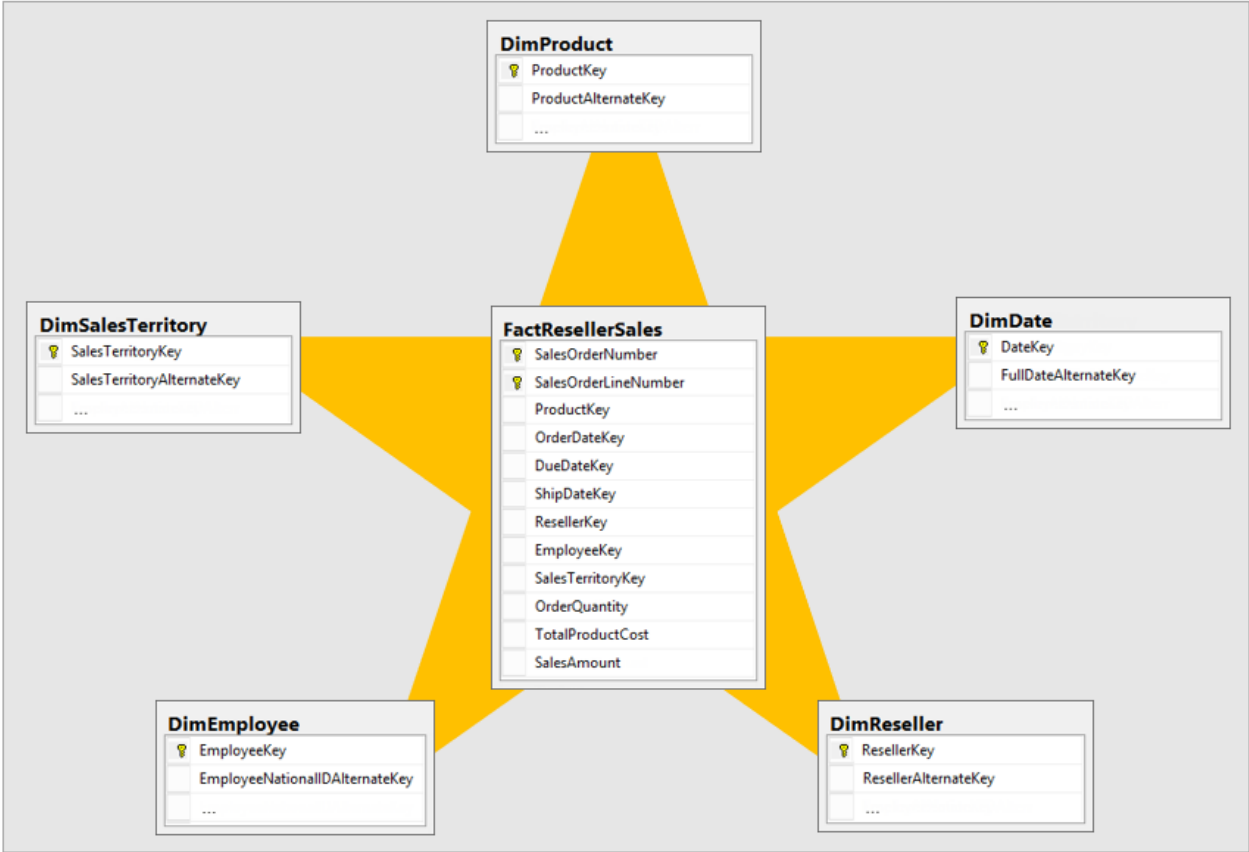 DimProduct
ProductKey
ProductAlternateKey
...
DimSalesTerritory
SalesTerritoryKey
SalesTerritoryAlternateKey
...
FactResellerSales
SalesOrderNumber
SalesOrderLineNumber
ProductKey
OrderDateKey
DueDateKey
ShipDateKey
ResellerKey
EmployeeKey
SalesTerritoryKey
OrderQuantity
TotalProductCost
SalesAmount
DimDate
DateKey
FullDateAlternateKey
...
DimEmployee
EmployeeKey
EmployeeNationalIDAlternateKey
...
DimReseller
ResellerKey
ResellerAlternateKey
...